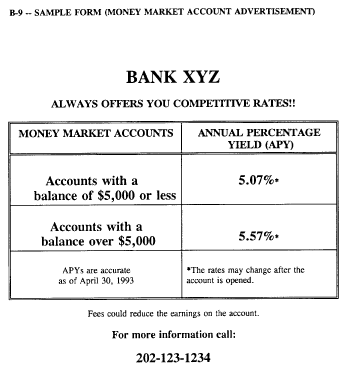 B-9 -- SAMPLE FORM (MONEY MARKET ACCOUNT ADVERTISEMENT)
BANK XYZ
ALWAYS OFFERS YOU COMPETITIVE RATES!!
MONEY MARKET ACCOUNTS
ANNUAL PERCENTAGE
YIELD (APY)
Accounts with a
balance of $5,000 or less
5.07%*
Accounts with a
balance over $5,000
5.57%*
APYs are accurate
as of April 30, 1993
*The rates may change after the
account is opened.
Fees could reduce the earnings on the account.
For more information call:
202-123-1234